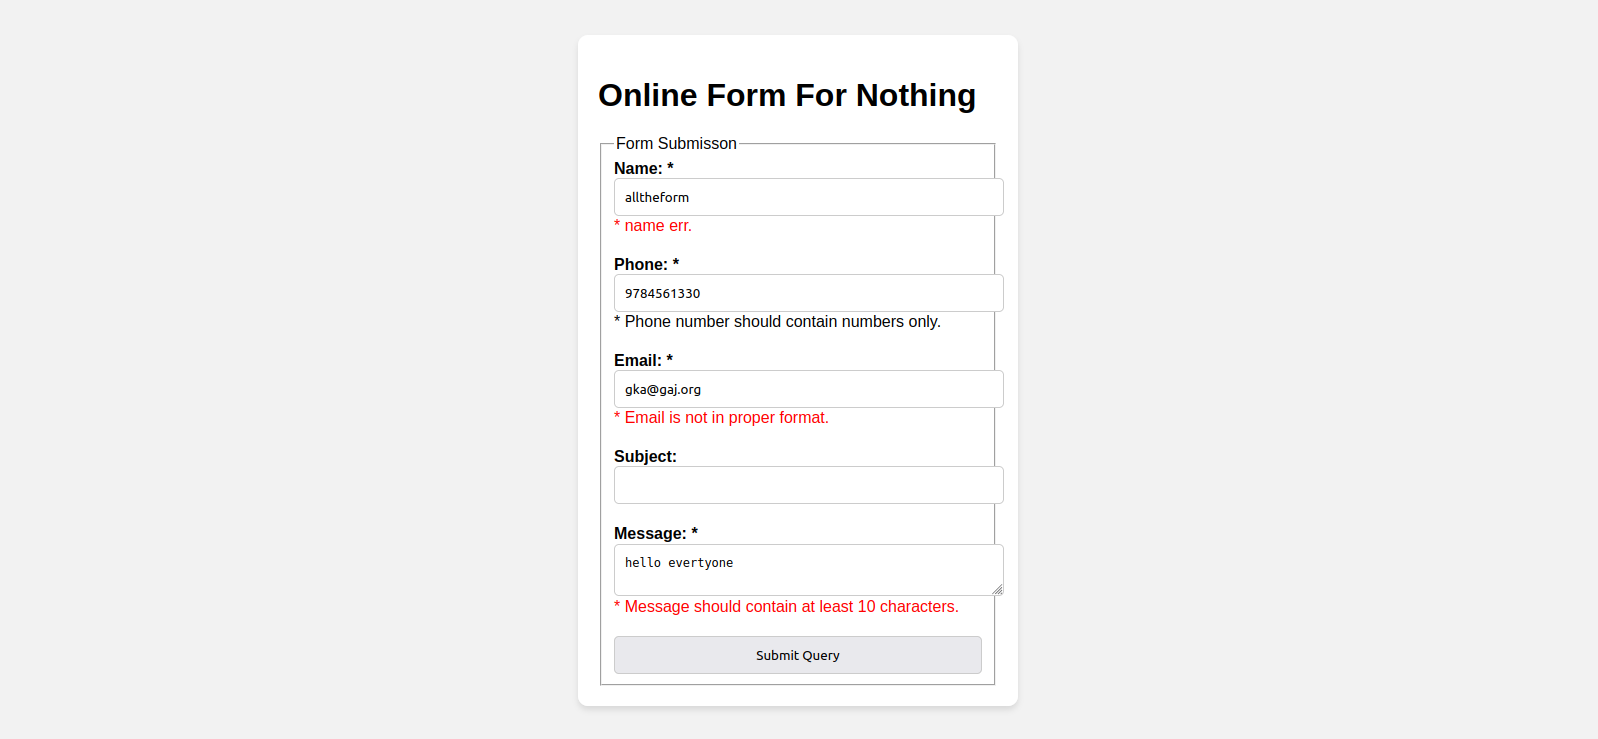 Online Form For Nothing
Form Submisson
Name: *
alltheform
* name err.
Phone: *
9784561330
* Phone number should contain numbers only.
Email: *
gka@gaj.org
* Email is not in proper format.
Subject:
Message: *
hello evertyone
* Message should contain at least 10 characters.
Submit Query